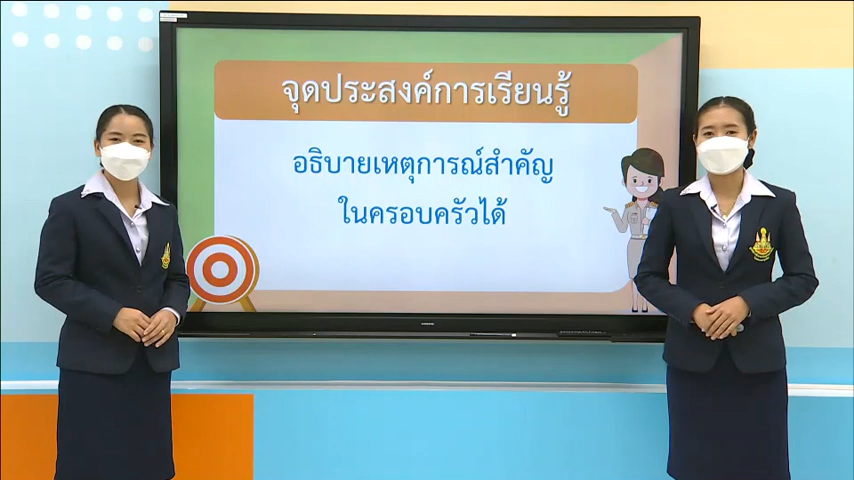 จุดประสงค์การเรียนรู้
อธิบายเหตุการณ์สำคัญ
ในครอบครัวได้